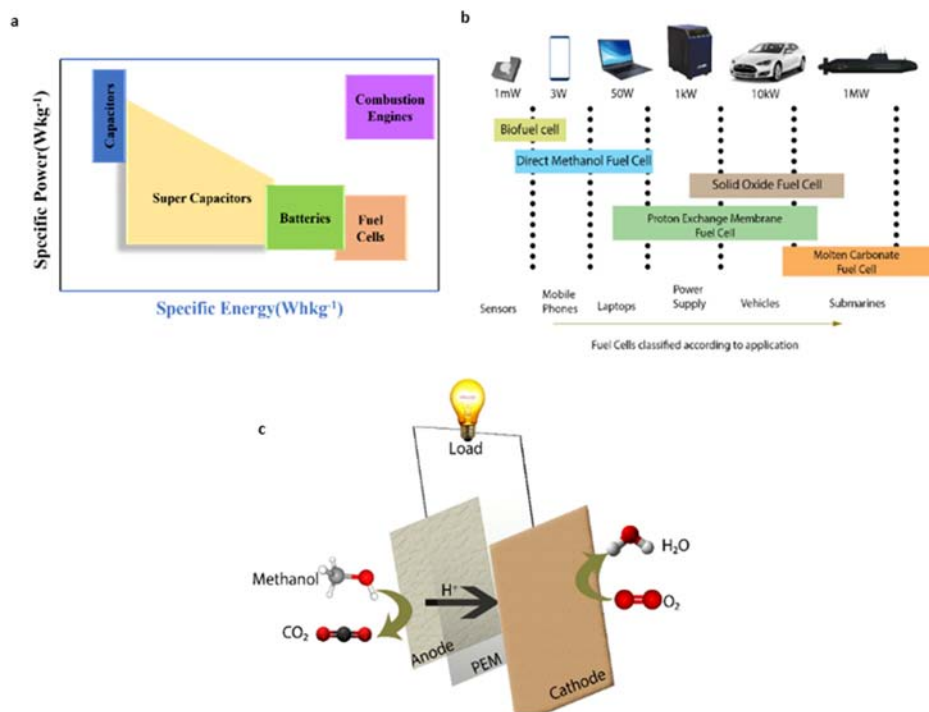 a
Specific Power(Wkg-1)
Capacitors
Combustion
Engines
Super Capacitors
Batteries
Fuel
Cells
Specific Energy(Whkg-1)
b
1mW 3W 50W 1kW 10kW 1MW
Biofuel cell
Direct Methanol Fuel Cell
Solid Oxide Fuel Cell
Proton Exchange Membrane
Fuel Cell
Molten Carbonate
Fuel Cell
Sensors Mobile Phones Laptops Power Supply Vehicles Submarines
Fuel Cells classified according to application
c
Load
Methanol
H+
H2O
O2
CO2
Anode
PEM
Cathode